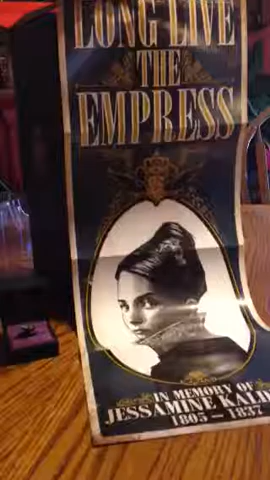 LONG LIVE
THE
EMPRESS
IN MEMORY OF
JESSAMINE KALD
1805 — 1837